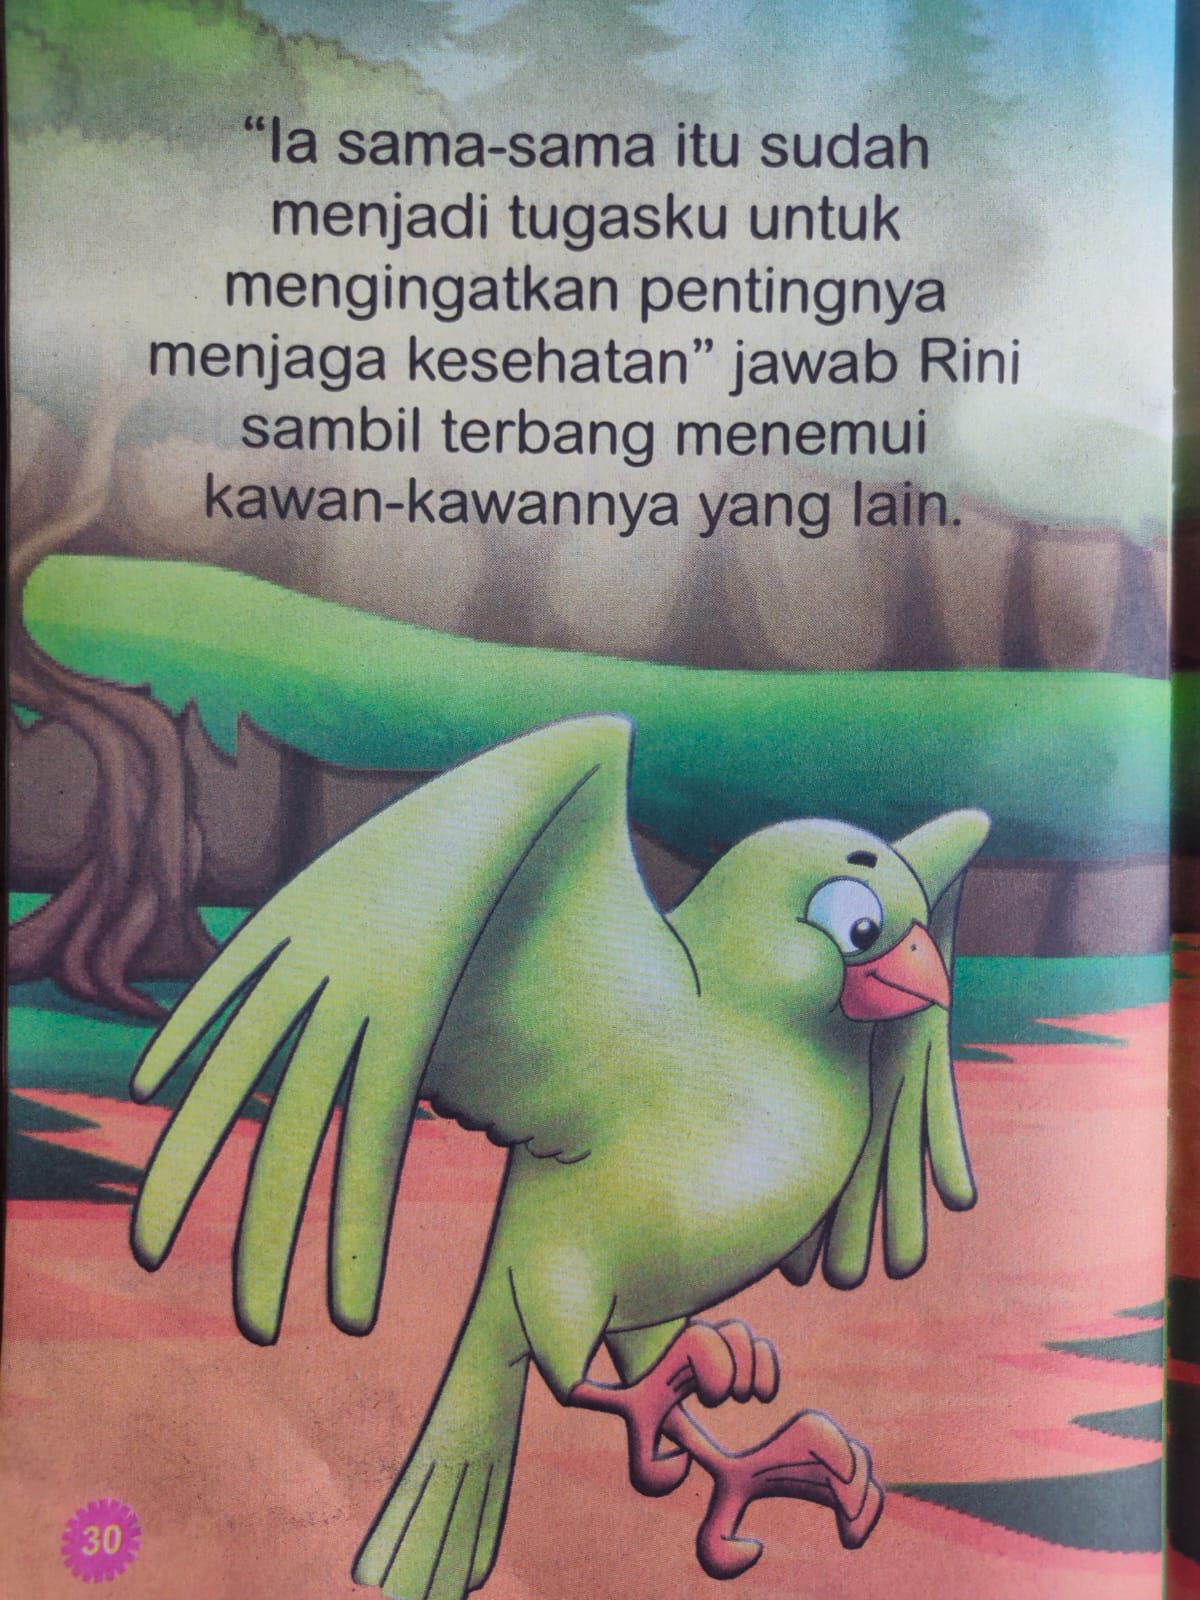 “Ia sama-sama itu sudah
menjadi tugasku untuk
mengingatkan pentingnya
menjaga kesehatan” jawab Rini
sambil terbang menemui
kawan-kawannya yang lain.
30